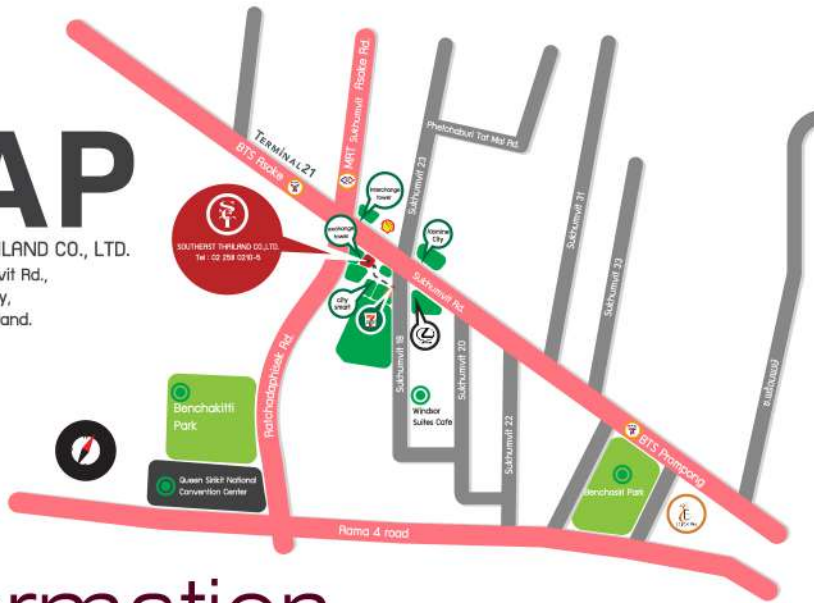 AP
ILAND CO., LTD.
vit Rd.,
y,
and.
SOUTHEAST THAILAND CO.,LTD.
Tel : 02 258 0210-5
TERMINAL21
BTS Asoke
MRT Sukhumvit
Asoke Rd.
Phetchaburi Tat Mai Rd.
Sukhumvit 23
Sukhumvit 31
Sukhumvit 33
interchange
tower
tower
city
smart
7
City
Sukhumvit Rd.
Sukhumvit 18
Sukhumvit 20
Sukhumvit 22
Windsor
Suites Cafe
Ratchadaphisek Rd.
Benchakitti
Park
Queen Sirikit National
Convention Center
Rama 4 road
BTS Prompong
Benchasiri Park
rmation